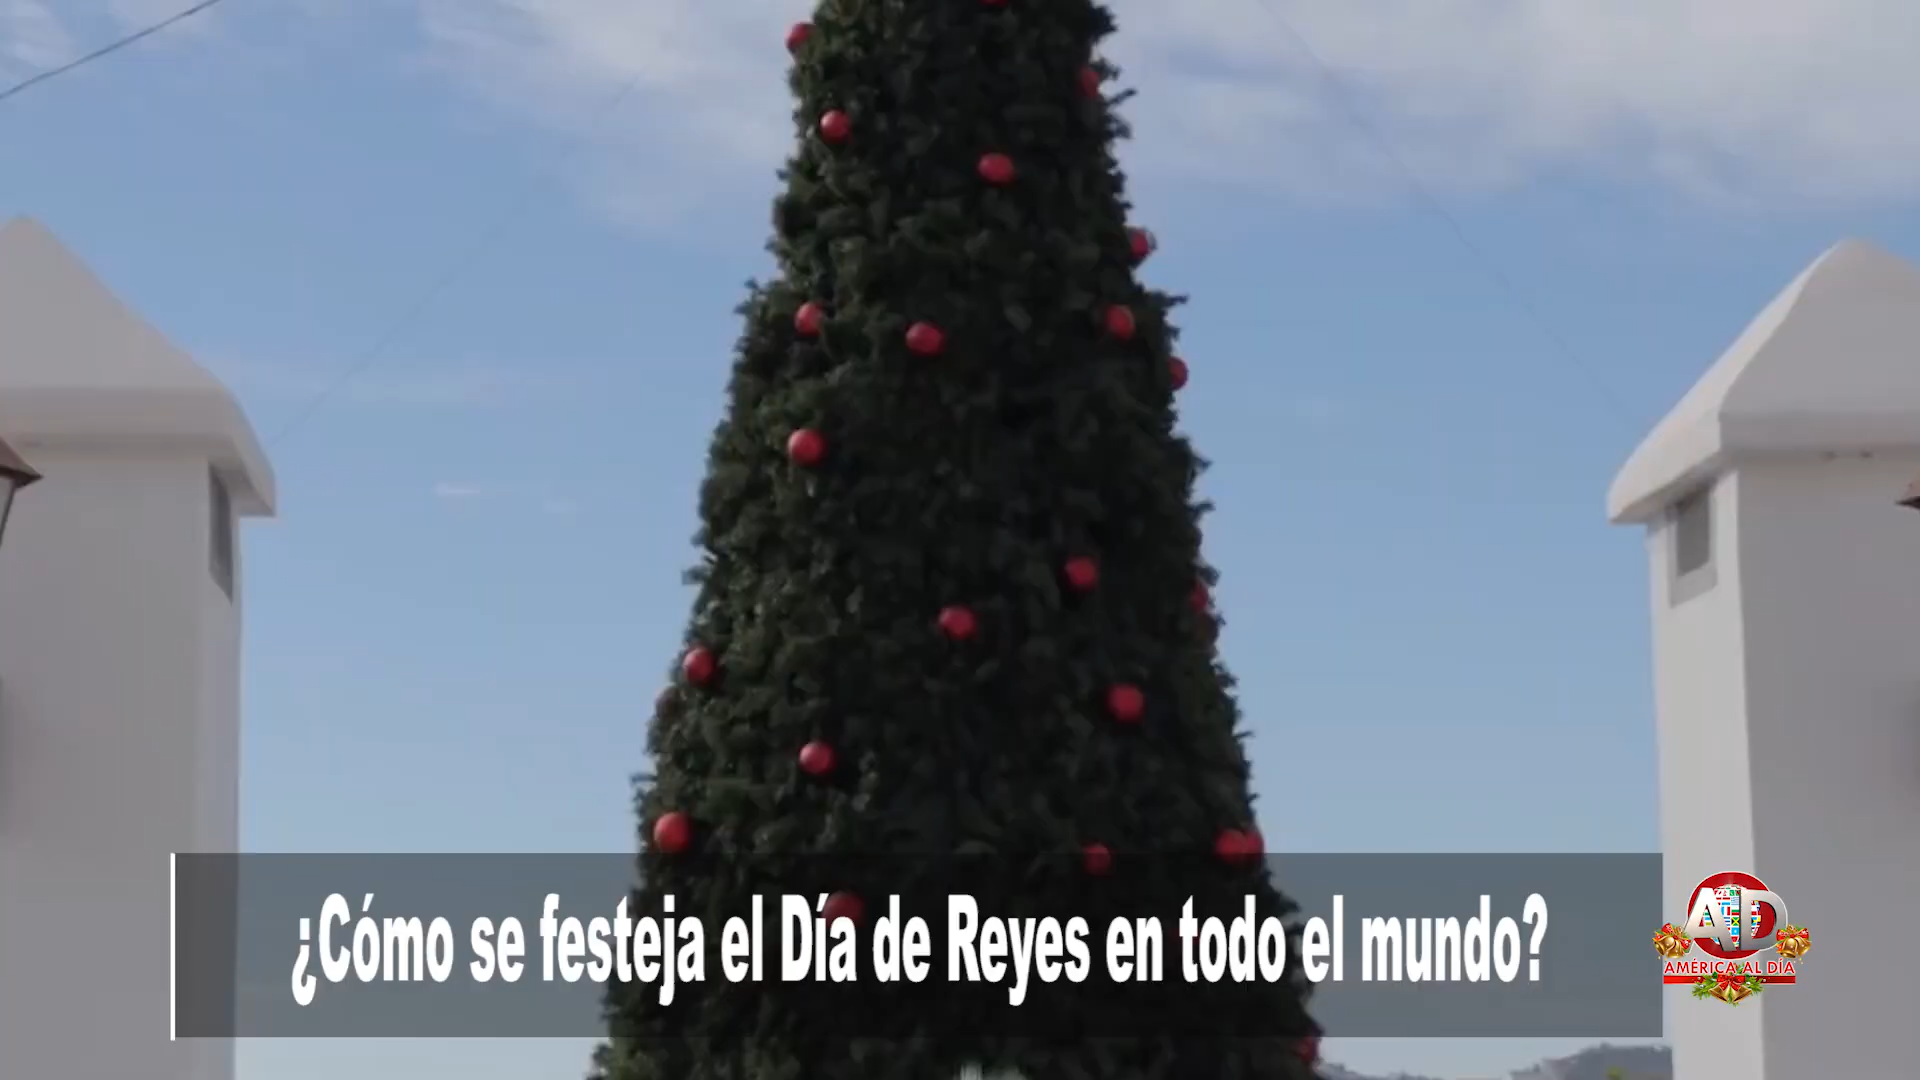 ¿Cómo se festeja el Día de Reyes en todo el mundo?
AD
AMÉRICA AL DÍA